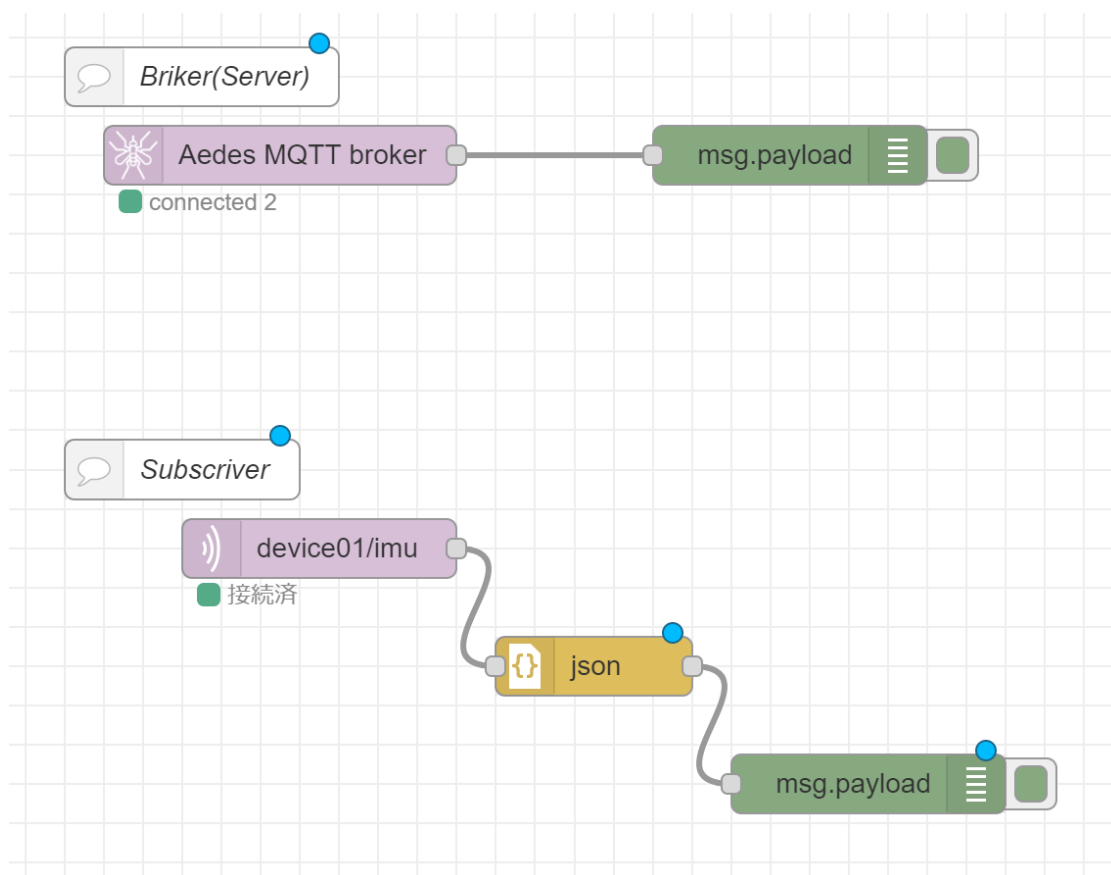 Briker(Server)
Aedes MQTT broker
msg.payload
connected 2
Subscriver
device01/imu
接続済
json
msg.payload